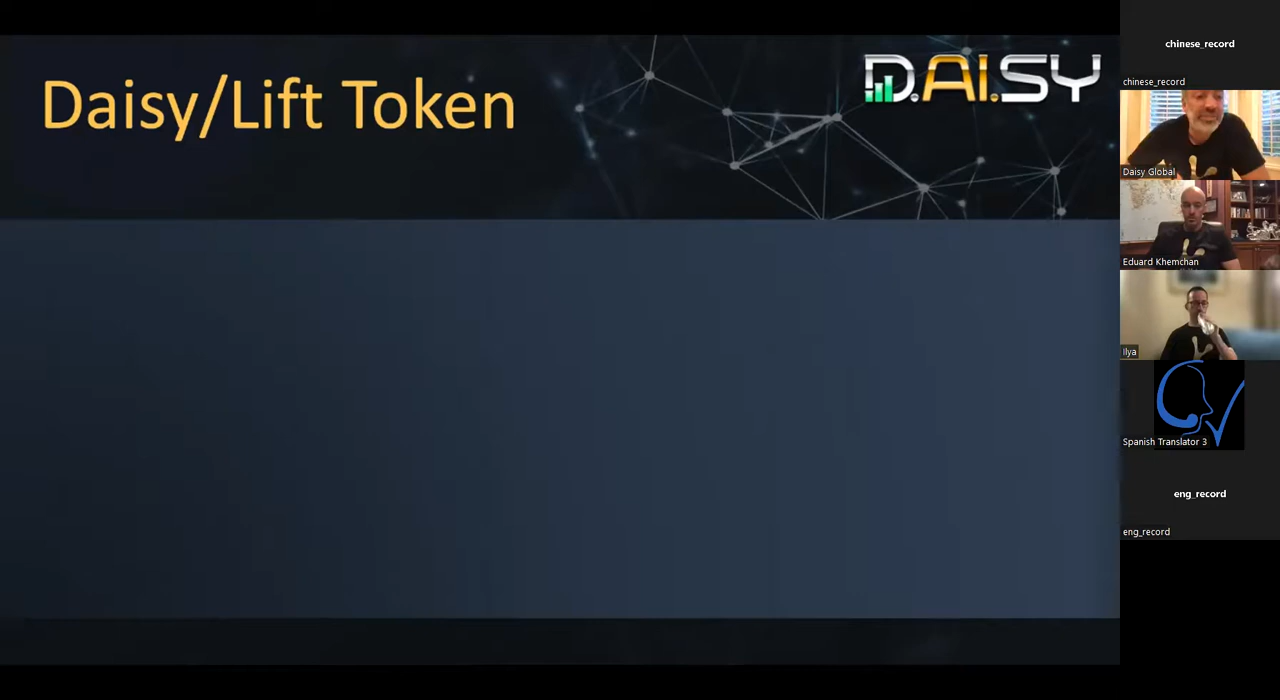 Daisy/Lift Token
D.AI.SY
chinese_record
chinese_record
Daisy Global
Eduard Khemchan
Ilya
Spanish Translator 3
eng_record
eng_record